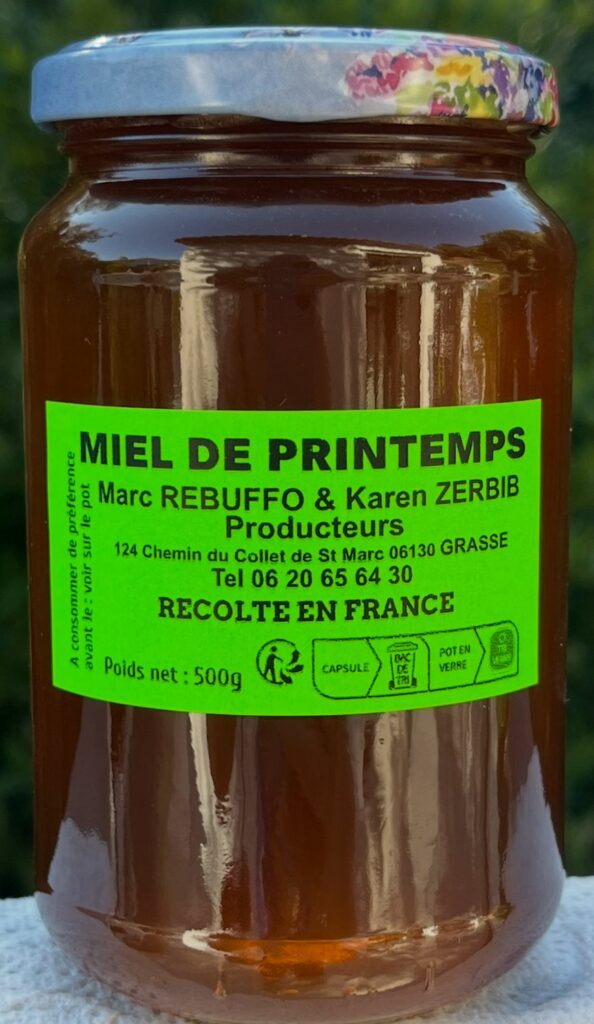 MIEL DE PRINTEMPS
Marc REBUFFO & Karen ZERBIB
Producteurs
124 Chemin du Collet de St Marc 06130 GRASSE
Tel 06 20 65 64 30
RECOLTE EN FRANCE
A consommer de préférence
avant le : voir sur le pot
Poids net : 500g
CAPSULE
BAC
DE
TRI
POT EN
VERRE